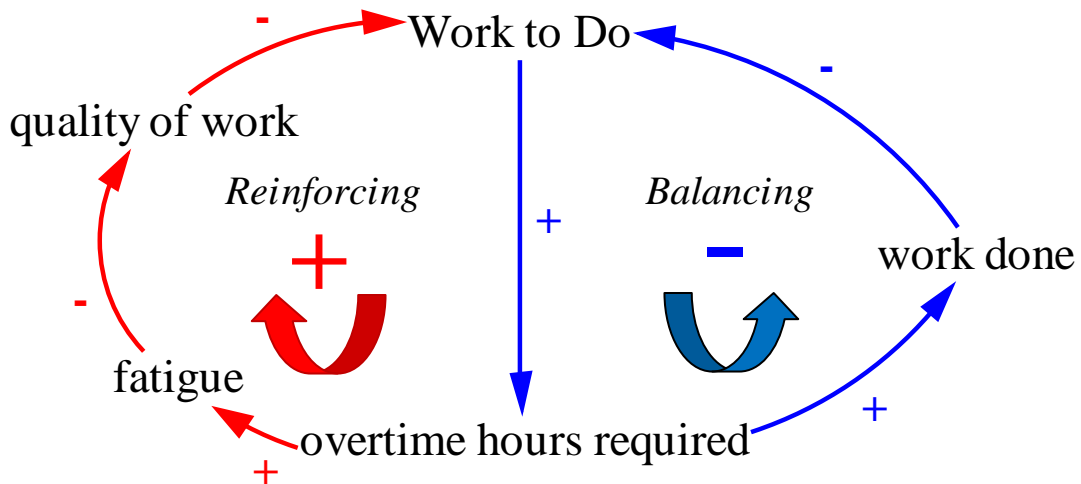 -
Work to Do
-
quality of work
Reinforcing
Balancing
+
+
-
work done
-
fatigue
+
overtime hours required
+